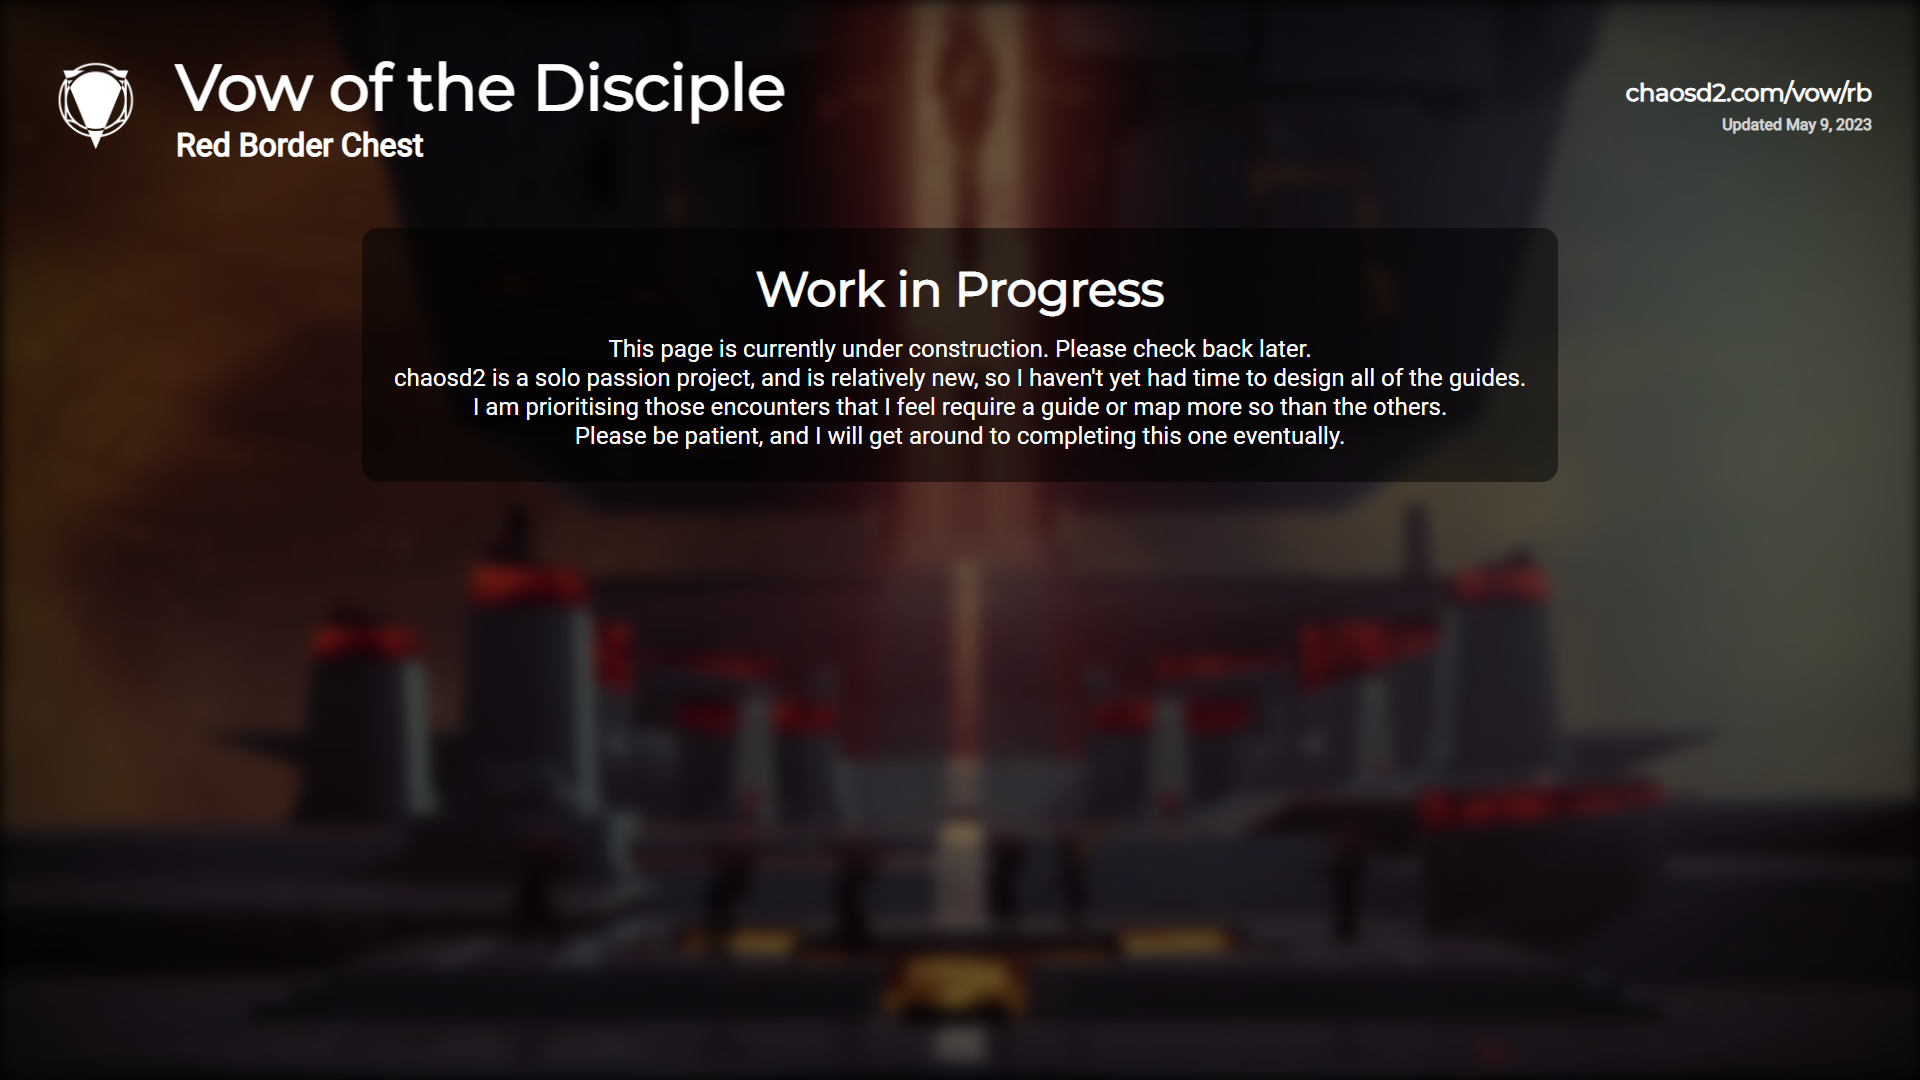 Vow of the Disciple
Red Border Chest
chaosd2.com/vow/rb
Updated May 9, 2023
Work in Progress
This page is currently under construction. Please check back later.
chaosd2 is a solo passion project, and is relatively new, so I haven't yet had time to design all of the guides.
I am prioritising those encounters that I feel require a guide or map more so than the others.
Please be patient, and I will get around to completing this one eventually.